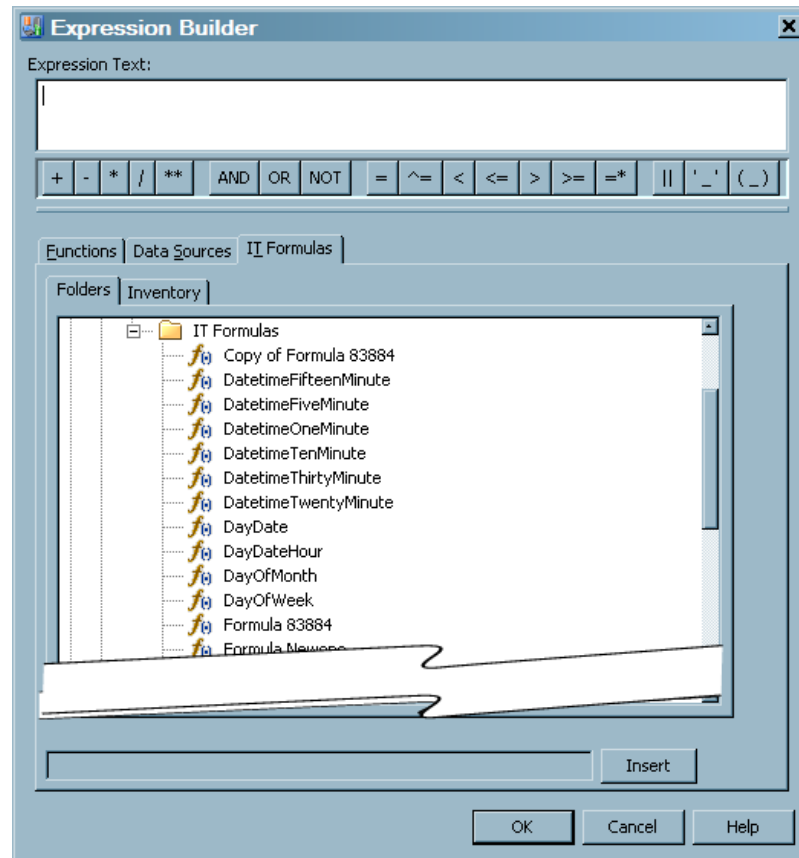 Expression Builder
Expression Text:
+ - * / ** AND OR NOT = ^= < <= > >= =* || '_' (_)
Functions Data Sources IT Formulas
Folders Inventory
IT Formulas
Copy of Formula 83884
DatetimeFifteenMinute
DatetimeFiveMinute
DatetimeOneMinute
DatetimeTenMinute
DatetimeThirtyMinute
DatetimeTwentyMinute
DayDate
DayDateHour
DayOfMonth
DayOfWeek
Formula 83884
Formula
Insert
OK Cancel Help